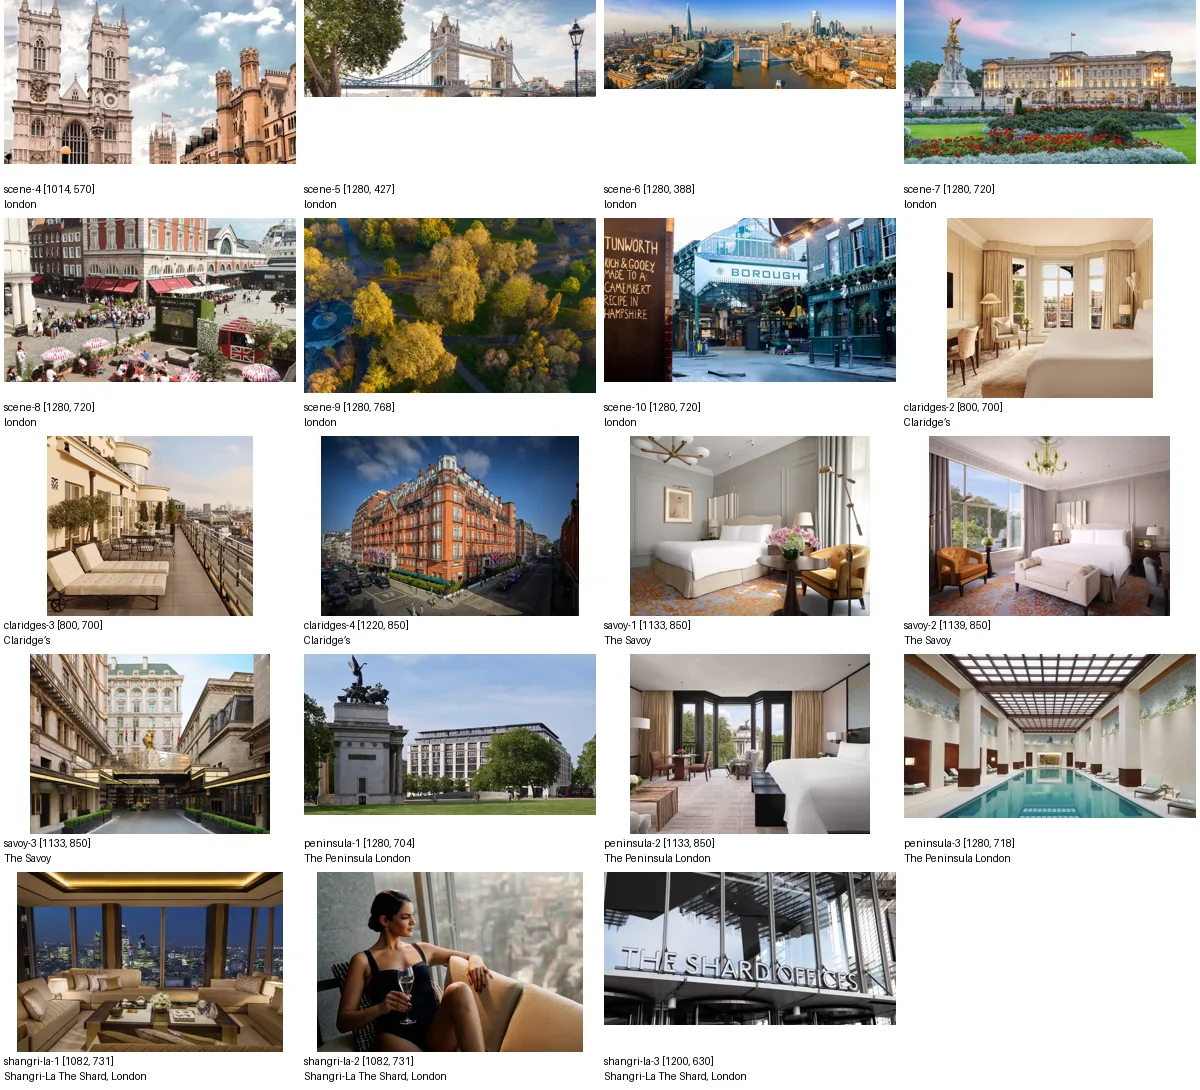 scene-4 [1014, 570]
london
scene-5 [1280, 427]
london
scene-6 [1280, 388]
london
scene-7 [1280, 720]
london
TUNWORTH
RICH & GOOEY
MADE TO A
CAMEMBERT
RECIPE IN
HAMPSHIRE
BOROUGH
scene-8 [1280, 720]
london
scene-9 [1280, 768]
london
scene-10 [1280, 720]
london
claridges-2 [800, 700]
Claridge’s
claridges-3 [800, 700]
Claridge’s
claridges-4 [1220, 850]
Claridge’s
savoy-1 [1133, 850]
The Savoy
savoy-2 [1139, 850]
The Savoy
savoy-3 [1133, 850]
The Savoy
peninsula-1 [1280, 704]
The Peninsula London
peninsula-2 [1133, 850]
The Peninsula London
peninsula-3 [1280, 718]
The Peninsula London
THE SHARD OFFICES
shangri-la-1 [1082, 731]
Shangri-La The Shard, London
shangri-la-2 [1082, 731]
Shangri-La The Shard, London
shangri-la-3 [1200, 630]
Shangri-La The Shard, London